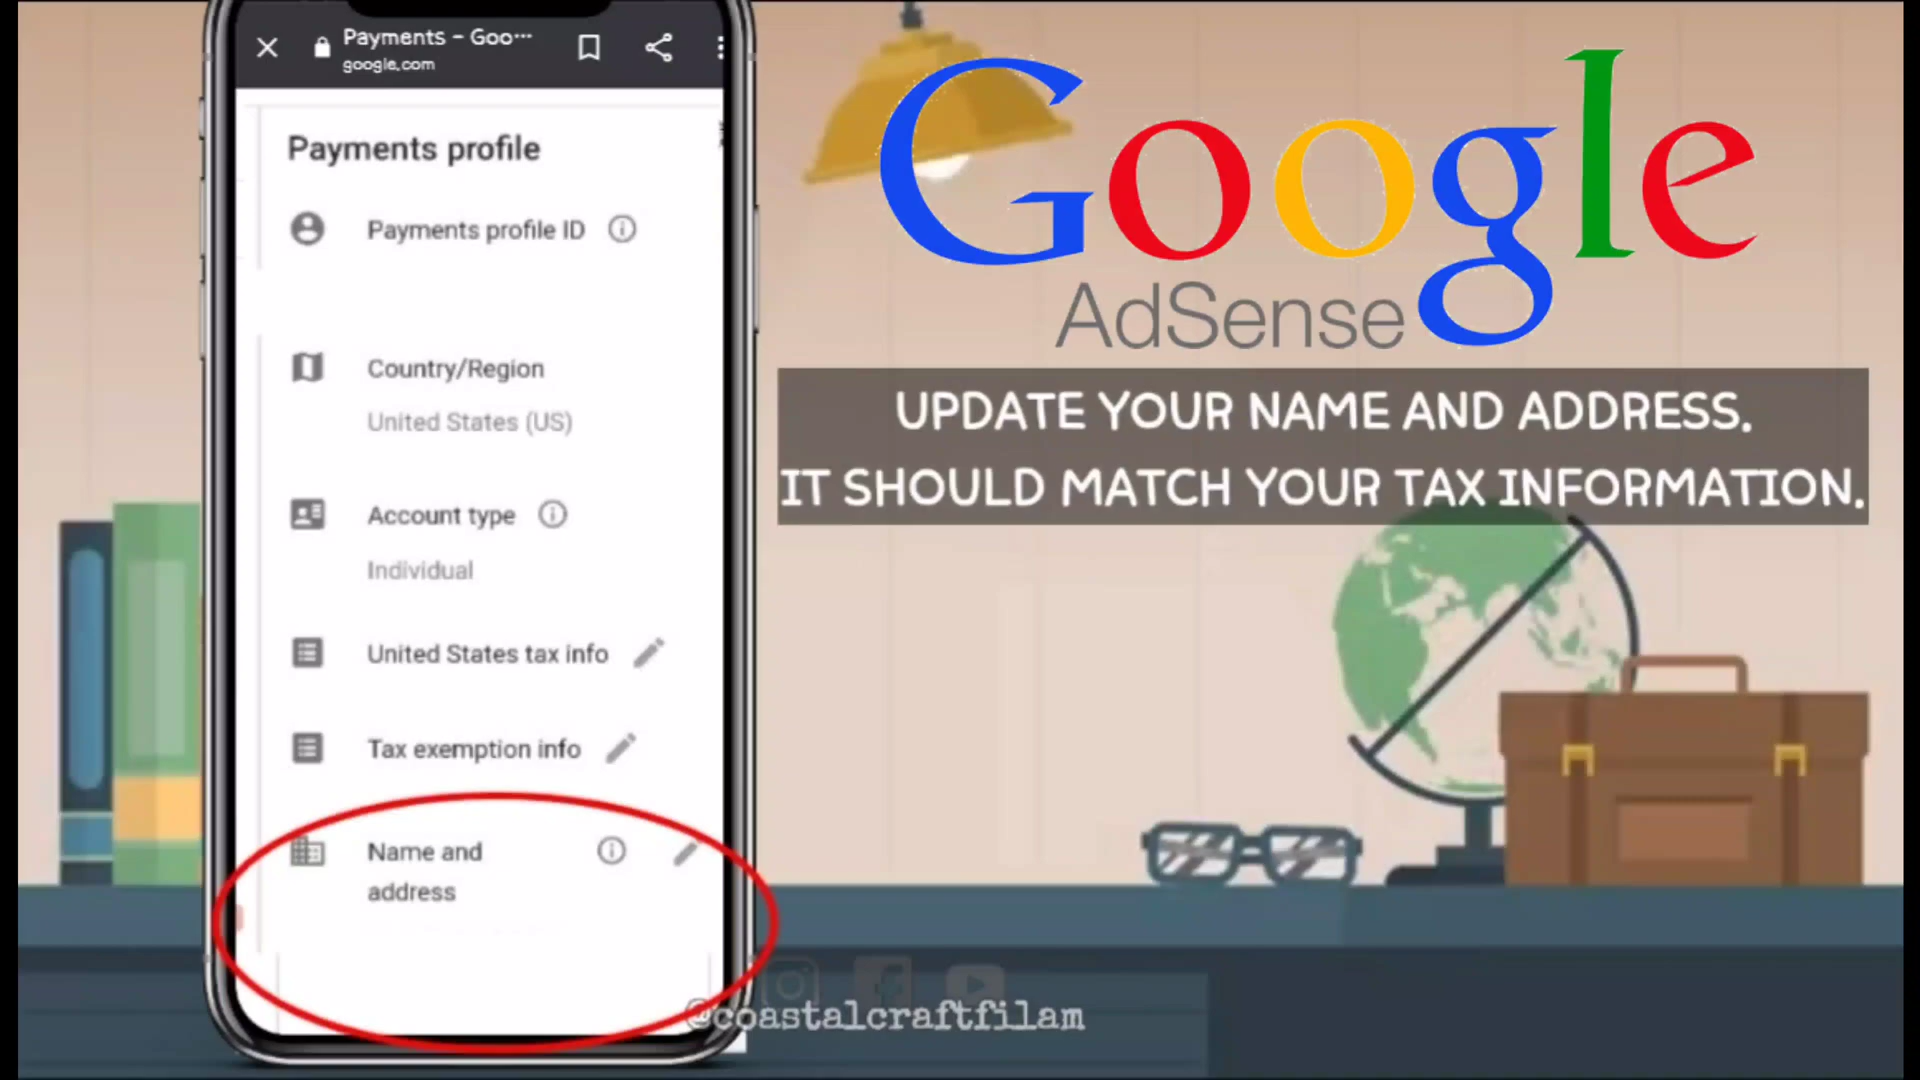 Payments – Goo…
google.com
Payments profile
Payments profile ID
Country/Region
United States (US)
Account type
Individual
United States tax info
Tax exemption info
Name and
address
Google
AdSense
UPDATE YOUR NAME AND ADDRESS.
IT SHOULD MATCH YOUR TAX INFORMATION.
@coastalcraftfilam